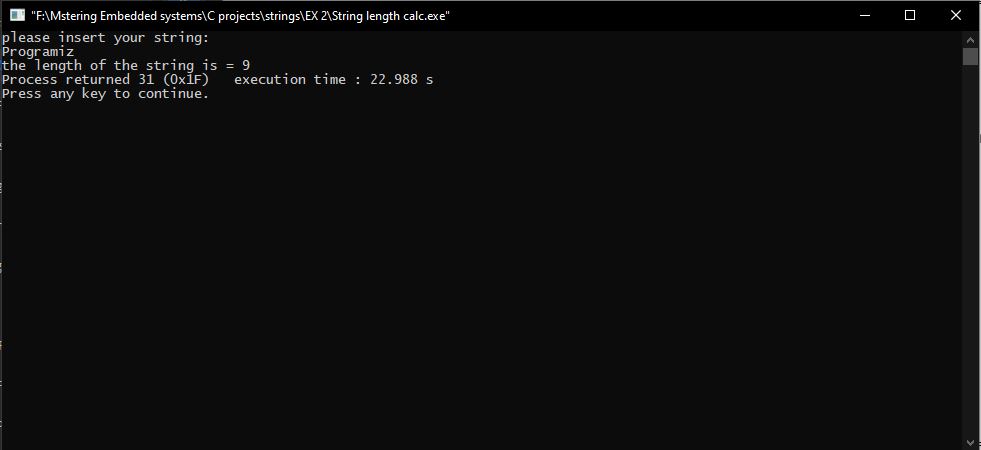 "F:\Mstering Embedded systems\C projects\strings\EX 2\String length calc.exe"
please insert your string:
Programiz
the length of the string is = 9
Process returned 31 (0x1F)   execution time : 22.988 s
Press any key to continue.